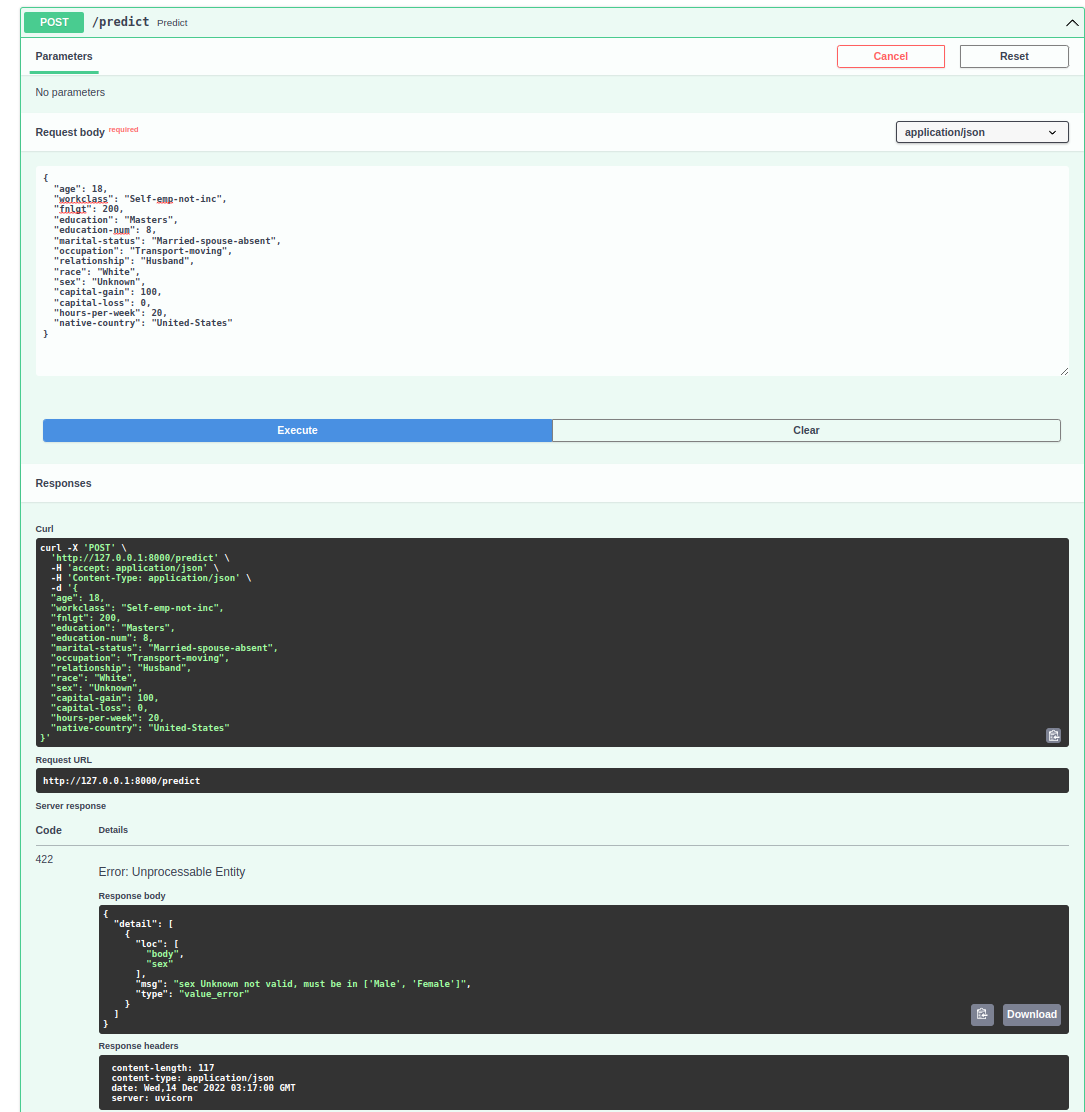 POST /predict Predict
Parameters
Cancel
Reset
No parameters
Request body required
application/json
{
  "age": 18,
  "workclass": "Self-emp-not-inc",
  "fnlgt": 200,
  "education": "Masters",
  "education-num": 8,
  "marital-status": "Married-spouse-absent",
  "occupation": "Transport-moving",
  "relationship": "Husband",
  "race": "White",
  "sex": "Unknown",
  "capital-gain": 100,
  "capital-loss": 0,
  "hours-per-week": 20,
  "native-country": "United-States"
}
Execute
Clear
Responses
Curl
curl -X 'POST' \
  'http://127.0.0.1:8000/predict' \
  -H 'accept: application/json' \
  -H 'Content-Type: application/json' \
  -d '{
  "age": 18,
  "workclass": "Self-emp-not-inc",
  "fnlgt": 200,
  "education": "Masters",
  "education-num": 8,
  "marital-status": "Married-spouse-absent",
  "occupation": "Transport-moving",
  "relationship": "Husband",
  "race": "White",
  "sex": "Unknown",
  "capital-gain": 100,
  "capital-loss": 0,
  "hours-per-week": 20,
  "native-country": "United-States"
}'
Request URL
http://127.0.0.1:8000/predict
Server response
Code Details
422
Error: Unprocessable Entity
Response body
{
  "detail": [
    {
      "loc": [
        "body",
        "sex"
      ],
      "msg": "sex Unknown not valid, must be in ['Male', 'Female']",
      "type": "value_error"
    }
  ]
}
Download
Response headers
content-length: 117
content-type: application/json
date: Wed,14 Dec 2022 03:17:00 GMT
server: uvicorn